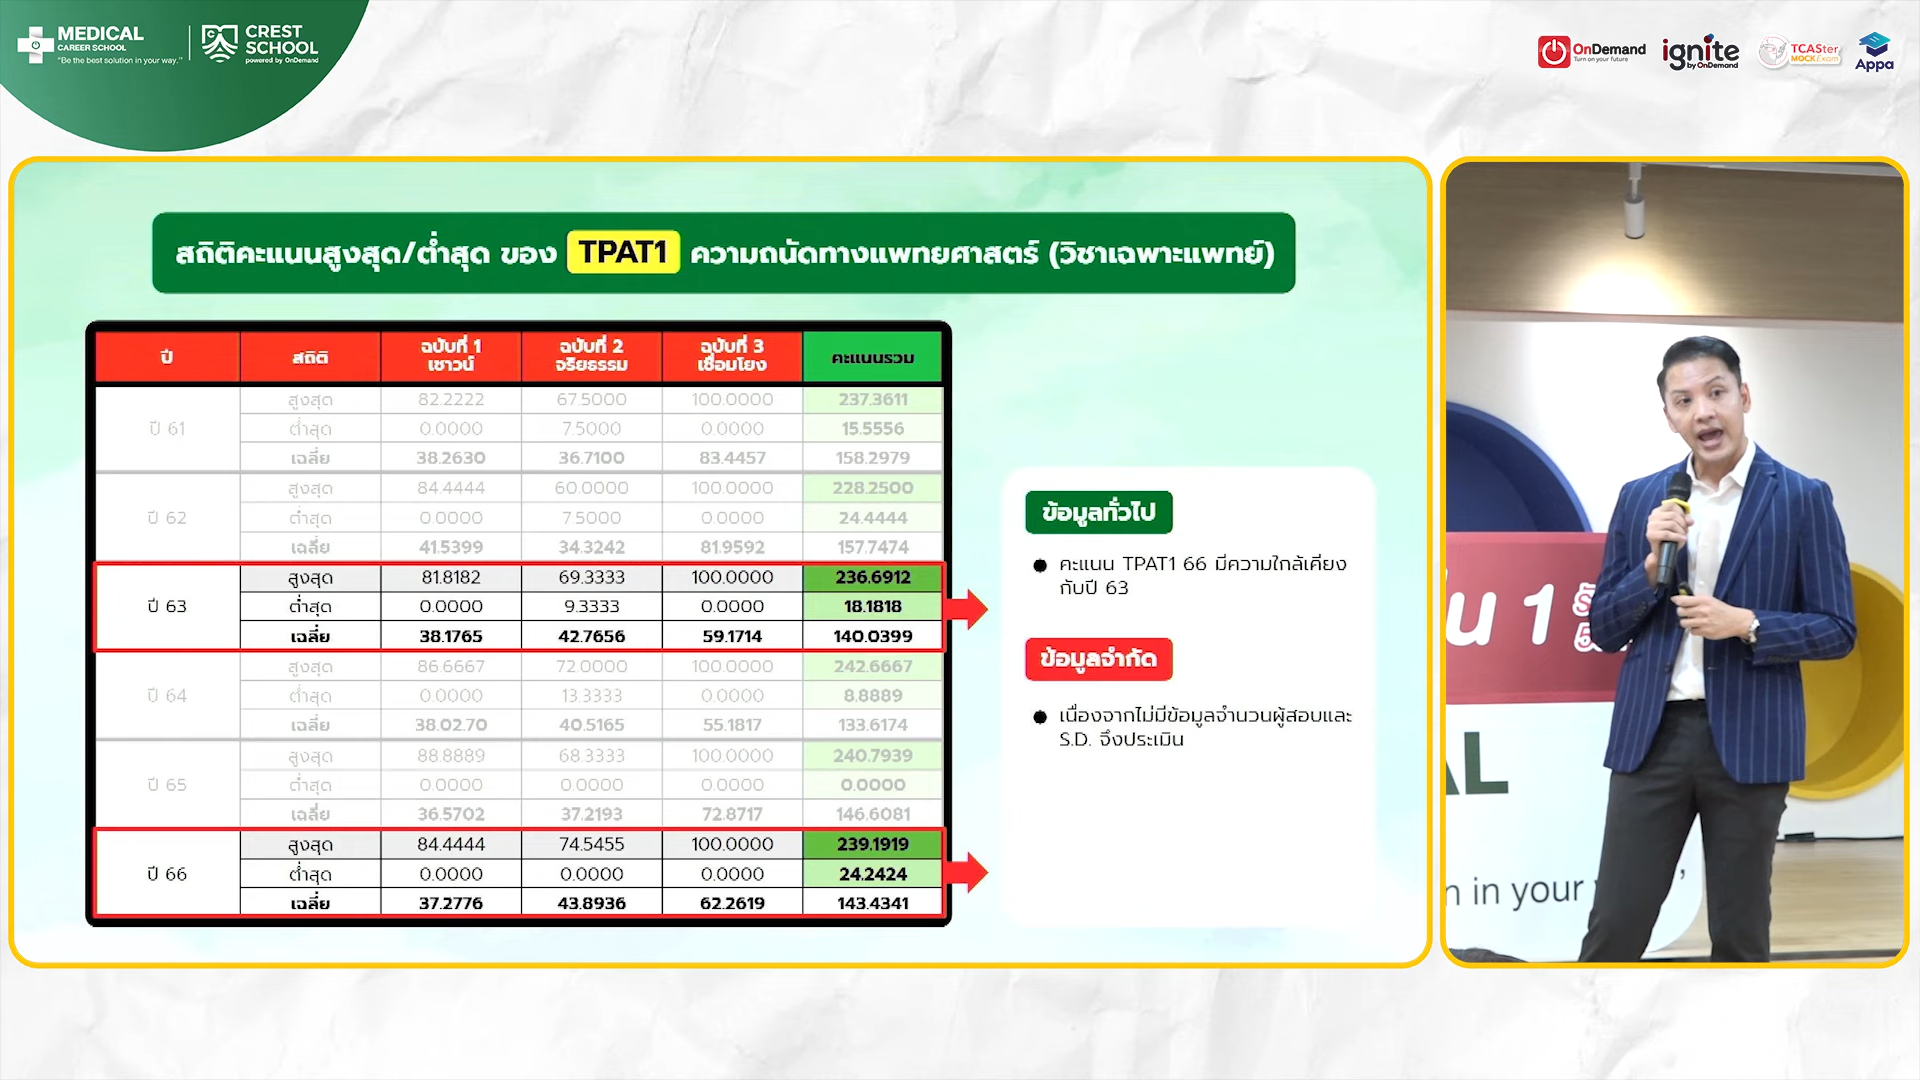 MEDICAL
CAREER SCHOOL
"Be the best solution in your way."
CREST
SCHOOL
powered by OnDemand
OnDemand
Turn on your future
ignite
by OnDemand
TCASter
MOCK Exam
Appa
สถิติคะแนนสูงสุด/ต่ำสุด ของ TPAT1 ความถนัดทางแพทยศาสตร์ (วิชาเฉพาะแพทย์)
ปี สถิติ ฉบับที่ 1 เชาวน์ ฉบับที่ 2 จริยธรรม ฉบับที่ 3 เชื่อมโยง คะแนนรวม
ปี 61
สูงสุด 82.2222 67.5000 100.0000 237.3611
ต่ำสุด 0.0000 7.5000 0.0000 15.5556
เฉลี่ย 38.2630 36.7100 83.4457 158.2979
ปี 62
สูงสุด 84.4444 60.0000 100.0000 228.2500
ต่ำสุด 0.0000 7.5000 0.0000 24.4444
เฉลี่ย 41.5399 34.3242 81.9592 157.7474
ปี 63
สูงสุด 81.8182 69.3333 100.0000 236.6912
ต่ำสุด 0.0000 9.3333 0.0000 18.1818
เฉลี่ย 38.1765 42.7656 59.1714 140.0399
ปี 64
สูงสุด 86.6667 72.0000 100.0000 242.6667
ต่ำสุด 0.0000 13.3333 0.0000 8.8889
เฉลี่ย 38.02.70 40.5165 55.1817 133.6174
ปี 65
สูงสุด 88.8889 68.3333 100.0000 240.7939
ต่ำสุด 0.0000 0.0000 0.0000 0.0000
เฉลี่ย 36.5702 37.2193 72.8717 146.6081
ปี 66
สูงสุด 84.4444 74.5455 100.0000 239.1919
ต่ำสุด 0.0000 0.0000 0.0000 24.2424
เฉลี่ย 37.2776 43.8936 62.2619 143.4341
ข้อมูลทั่วไป
● คะแนน TPAT1 66 มีความใกล้เคียง
กับปี 63
ข้อมูลจำกัด
● เนื่องจากไม่มีข้อมูลจำนวนผู้สอบและ
S.D. จึงประเมิน
1
AL
in your